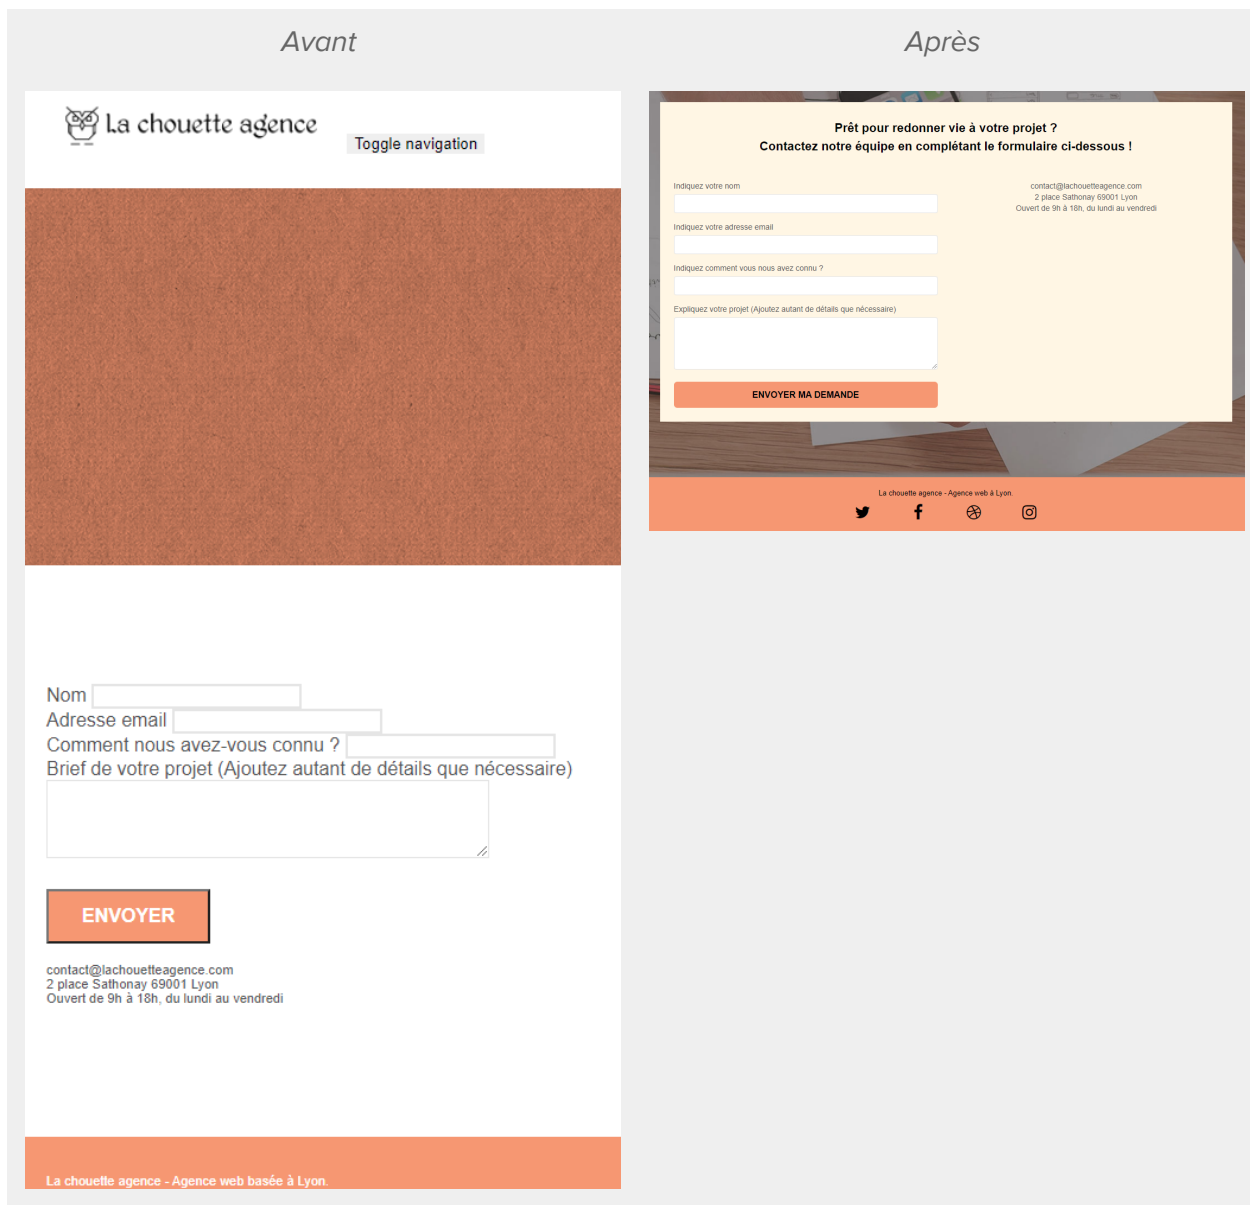 Avant
La chouette agence
Toggle navigation
Nom
Adresse email
Comment nous avez-vous connu ?
Brief de votre projet (Ajoutez autant de détails que nécessaire)
ENVOYER
contact@lachouetteagence.com
2 place Sathonay 69001 Lyon
Ouvert de 9h à 18h, du lundi au vendredi
La chouette agence - Agence web basée à Lyon.
Après
Prêt pour redonner vie à votre projet ?
Contactez notre équipe en complétant le formulaire ci-dessous !
Indiquez votre nom
Indiquez votre adresse email
Indiquez comment vous nous avez connu ?
Expliquez votre projet (Ajoutez autant de détails que nécessaire)
ENVOYER MA DEMANDE
contact@lachouetteagence.com
2 place Sathonay 69001 Lyon
Ouvert de 9h à 18h, du lundi au vendredi
La chouette agence - Agence web à Lyon.